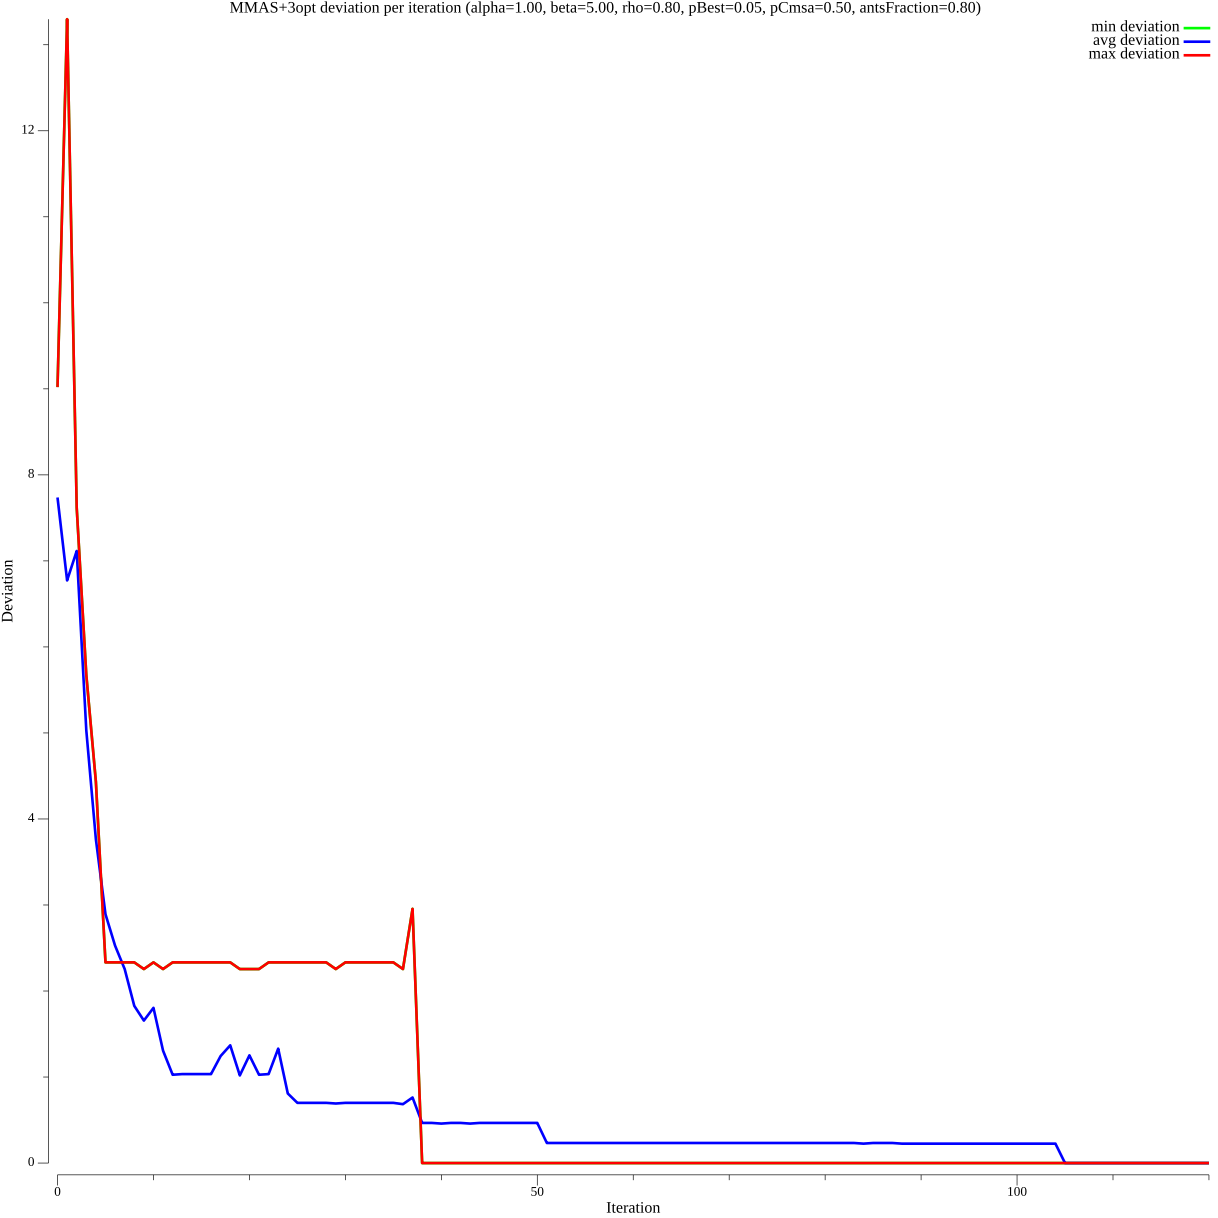 MMAS+3opt deviation per iteration (alpha=1.00, beta=5.00, rho=0.80, pBest=0.05, pCmsa=0.50, antsFraction=0.80)
min deviation
avg deviation
max deviation
12
8
4
0
Deviation
0 50 100
Iteration